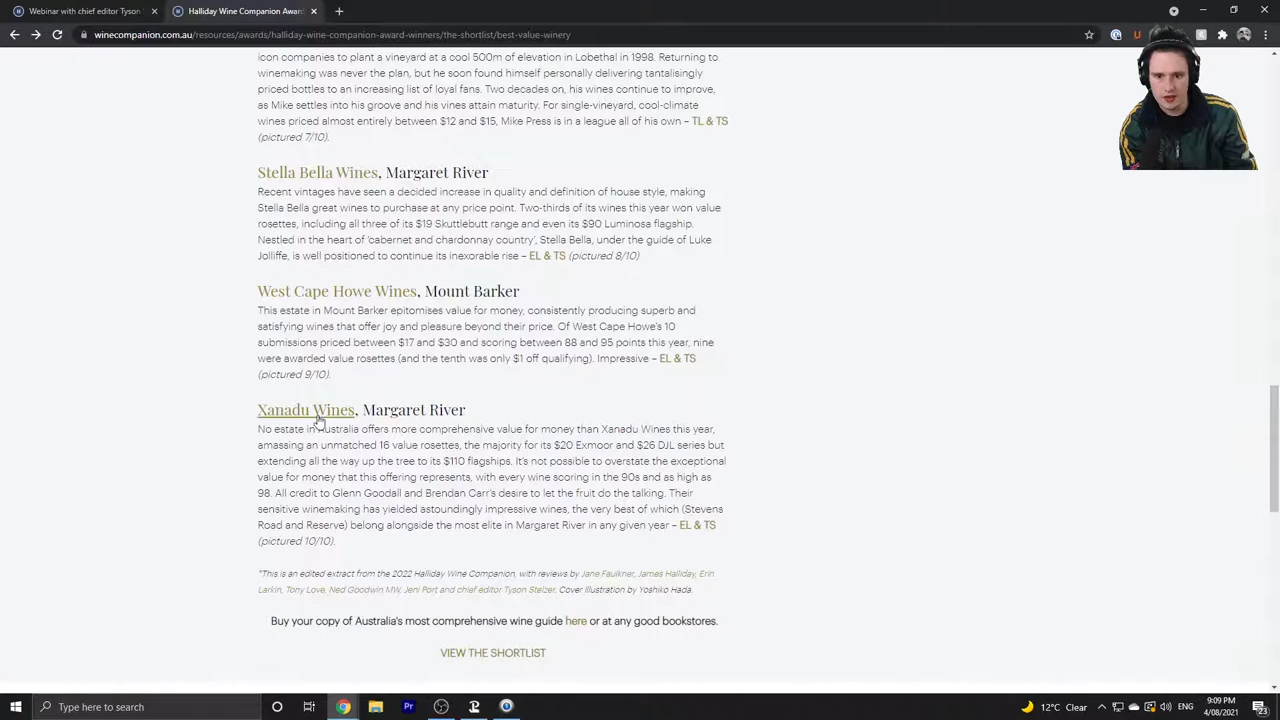 Webinar with chief editor Tyson
Halliday Wine Companion Awar
winecompanion.com.au/resources/awards/halliday-wine-companion-award-winners/the-shortlist/best-value-winery
icon companies to plant a vineyard at a cool 500m of elevation in Lobethal in 1998. Returning to
winemaking was never the plan, but he soon found himself personally delivering tantalisingly
priced bottles to an increasing list of loyal fans. Two decades on, his wines continue to improve,
as Mike settles into his groove and his vines attain maturity. For single-vineyard, cool-climate
wines priced almost entirely between $12 and $15, Mike Press is in a league all of his own – TL & TS
(pictured 7/10).
Stella Bella Wines, Margaret River
Recent vintages have seen a decided increase in quality and definition of house style, making
Stella Bella great wines to purchase at any price point. Two-thirds of its wines this year won value
rosettes, including all three of its $19 Skuttlebutt range and even its $90 Luminosa flagship.
Nestled in the heart of 'cabernet and chardonnay country', Stella Bella, under the guide of Luke
Jolliffe, is well positioned to continue its inexorable rise – EL & TS (pictured 8/10)
West Cape Howe Wines, Mount Barker
This estate in Mount Barker epitomises value for money, consistently producing superb and
satisfying wines that offer joy and pleasure beyond their price. Of West Cape Howe's 10
submissions priced between $17 and $30 and scoring between 88 and 95 points this year, nine
were awarded value rosettes (and the tenth was only $1 off qualifying). Impressive – EL & TS
(pictured 9/10).
Xanadu Wines, Margaret River
No estate in Australia offers more comprehensive value for money than Xanadu Wines this year,
amassing an unmatched 16 value rosettes, the majority for its $20 Exmoor and $26 DJL series but
extending all the way up the tree to its $110 flagships. It's not possible to overstate the exceptional
value for money that this offering represents, with every wine scoring in the 90s and as high as
98. All credit to Glenn Goodall and Brendan Carr's desire to let the fruit do the talking. Their
sensitive winemaking has yielded astoundingly impressive wines, the very best of which (Stevens
Road and Reserve) belong alongside the most elite in Margaret River in any given year – EL & TS
(pictured 10/10).
*This is an edited extract from the 2022 Halliday Wine Companion, with reviews by Jane Faulkner, James Halliday, Erin
Larkin, Tony Love, Ned Goodwin MW, Jeni Port and chief editor Tyson Stelzer. Cover illustration by Yoshiko Hada.
Buy your copy of Australia's most comprehensive wine guide here or at any good bookstores.
VIEW THE SHORTLIST
Type here to search
12°C Clear
9:09 PM
4/08/2021
23